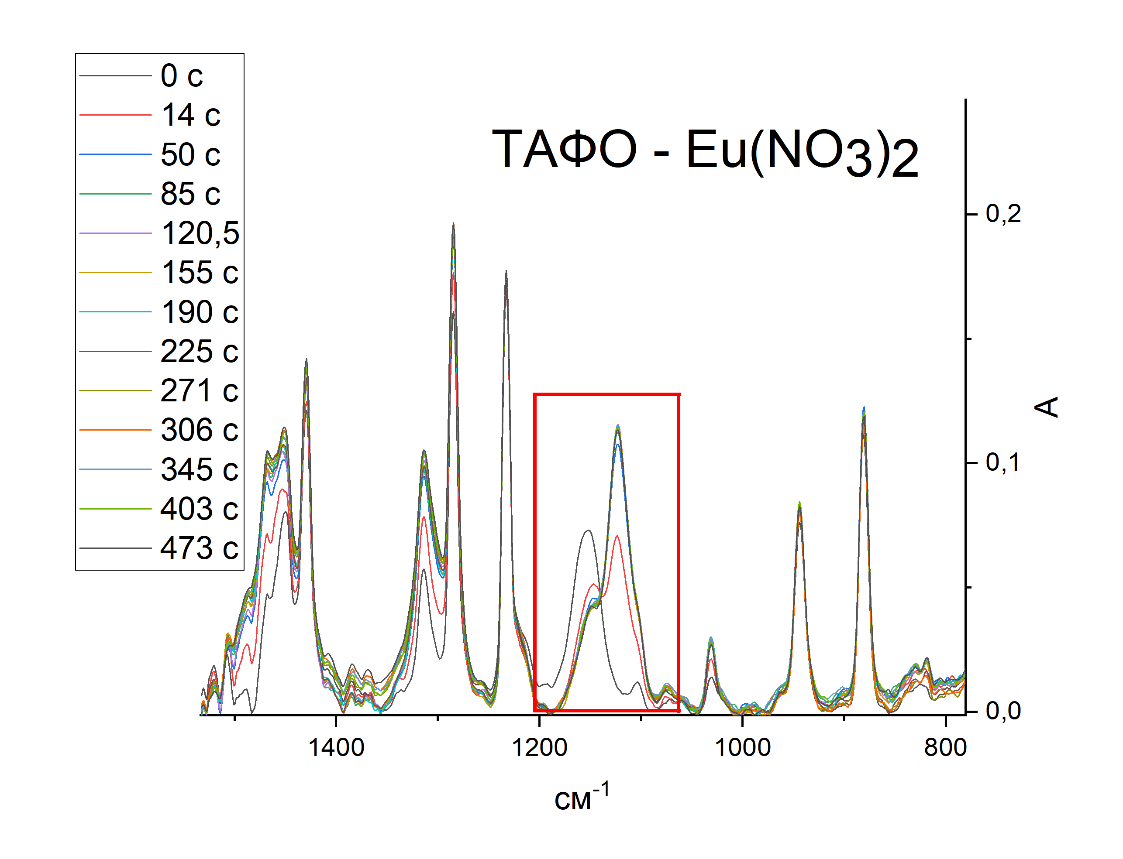 0 с
14 с
50 с
85 с
120,5
155 с
190 с
225 с
271 с
306 с
345 с
403 с
473 с
ТАФО - Eu(NO3)2
0,2
0,1
0,0
А
1400
1200
1000
800
см-1